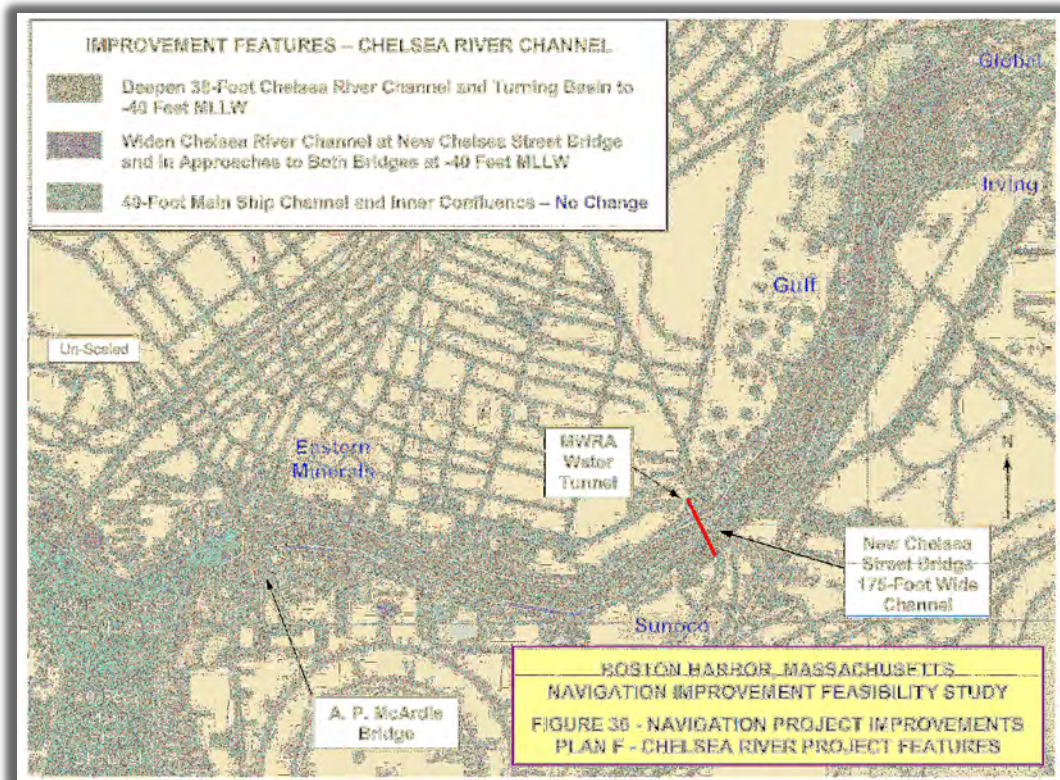 IMPROVEMENT FEATURES – CHELSEA RIVER CHANNEL
Deepen 38-Foot Chelsea River Channel and Turning Basin to
-40 Feet MLLW
Widen Chelsea River Channel at New Chelsea Street Bridge
and in Approaches to Both Bridges at -40 Feet MLLW
40-Foot Main Ship Channel and Inner Confluence – No Change
Global
Irving
Gulf
Un-Scaled
Eastern
Minerals
MWRA
Water
Tunnel
N
New Chelsea
Street Bridge
175-Foot Wide
Channel
Sunoco
A. P. McArdle
Bridge
BOSTON HARBOR, MASSACHUSETTS
NAVIGATION IMPROVEMENT FEASIBILITY STUDY
FIGURE 36 - NAVIGATION PROJECT IMPROVEMENTS
PLAN F - CHELSEA RIVER PROJECT FEATURES